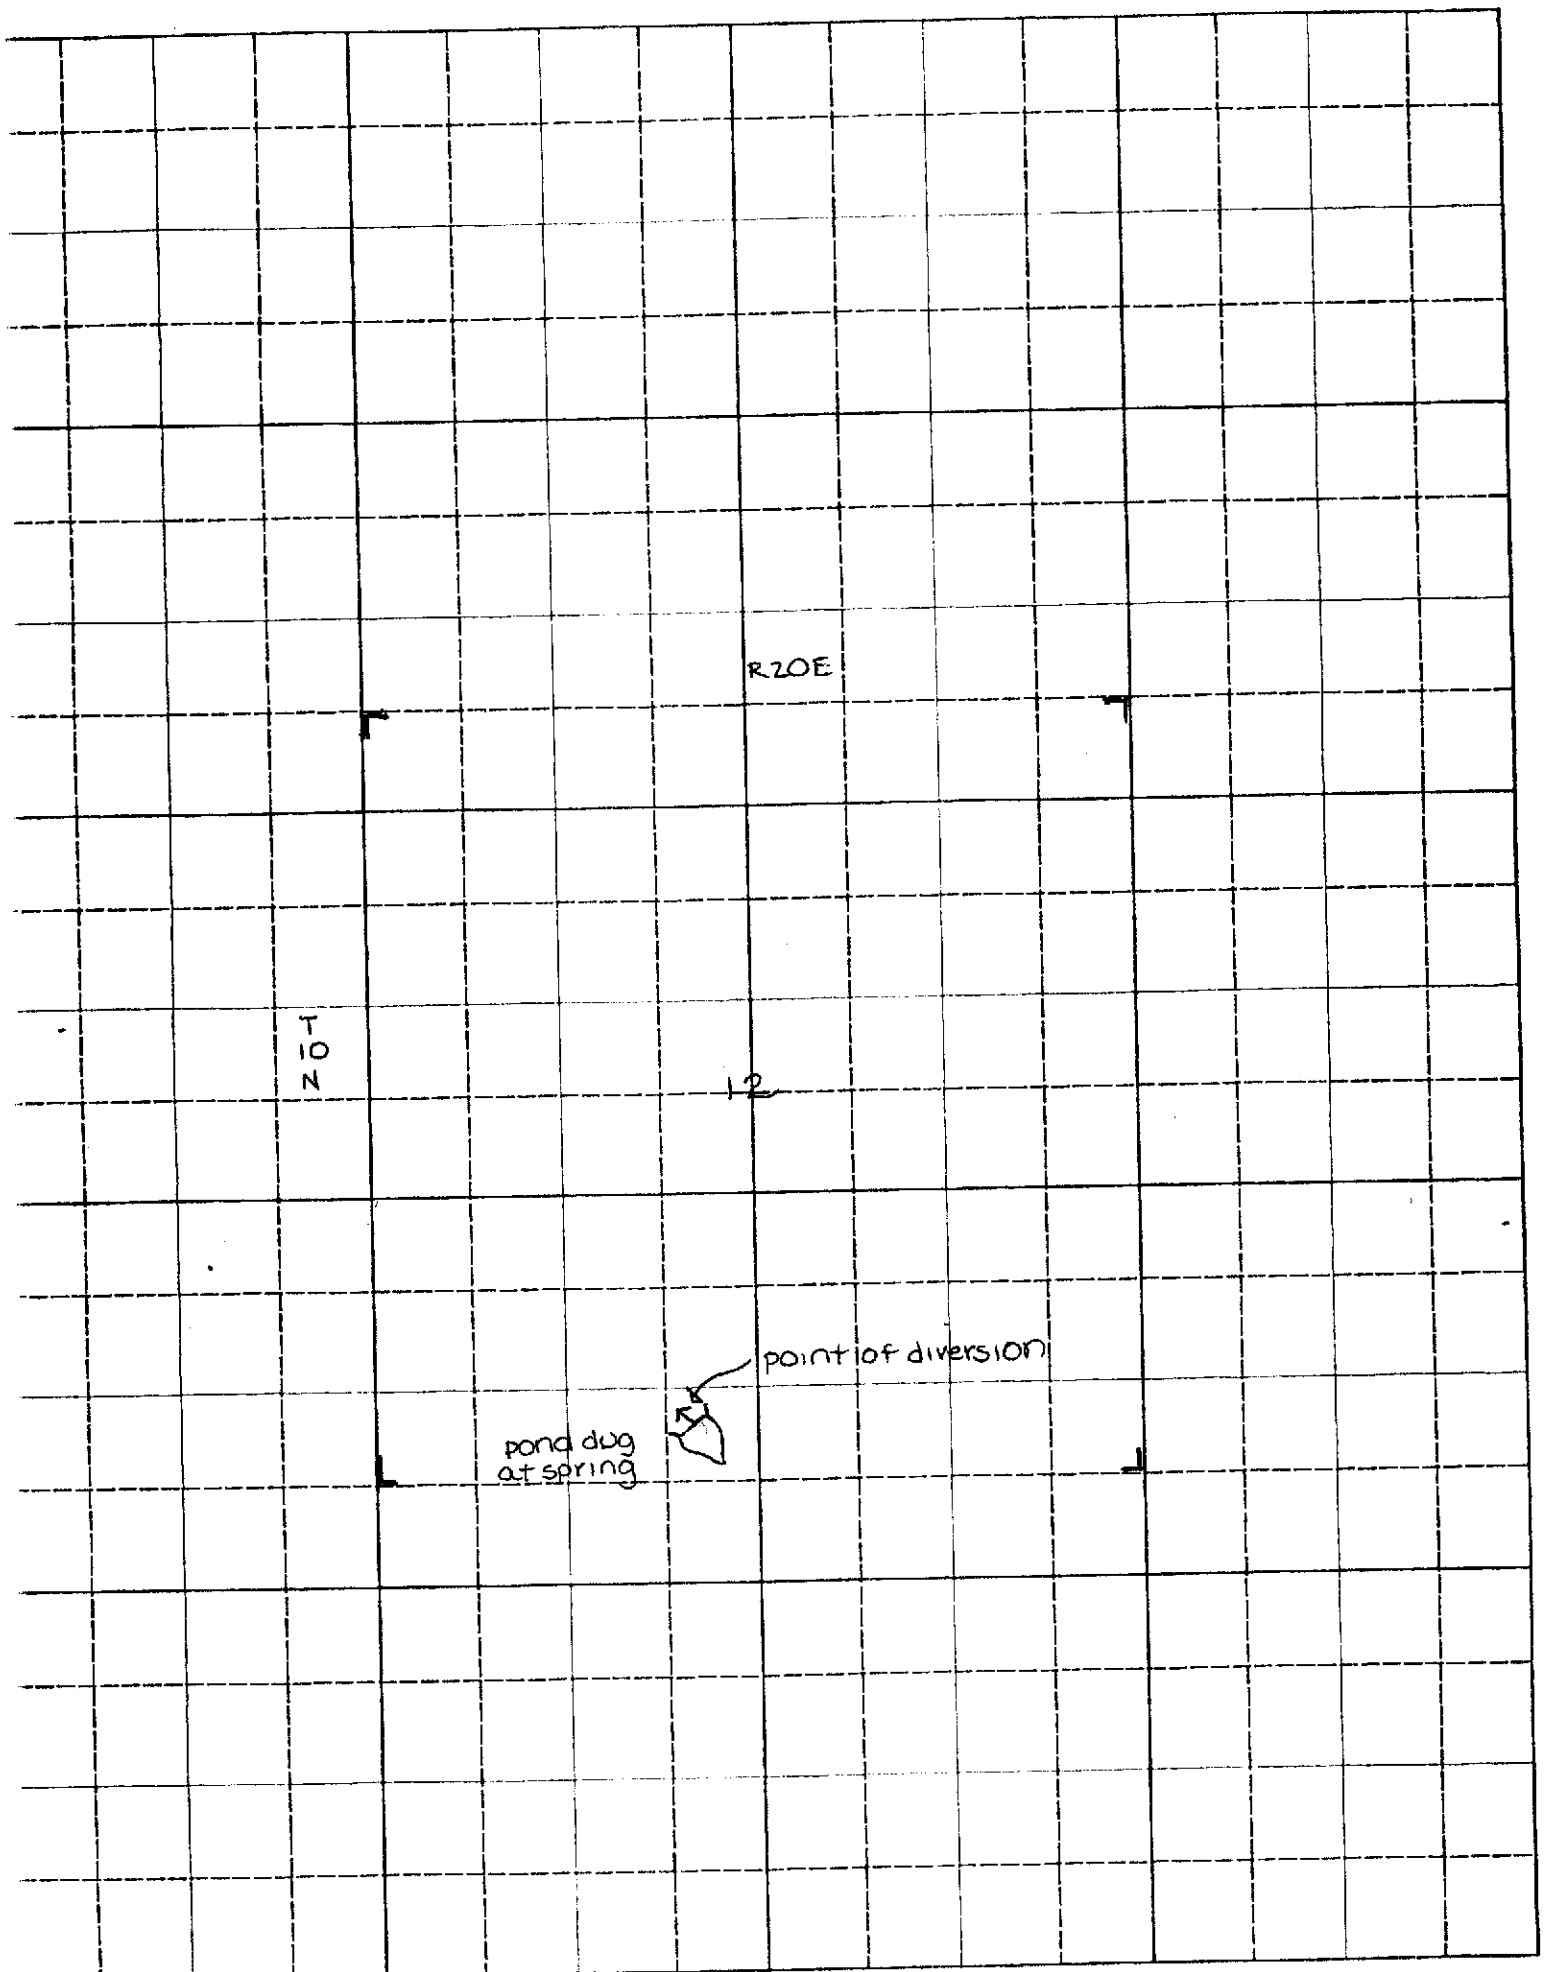 R20E
T
10
N
12
point of diversion
pond dug
at spring